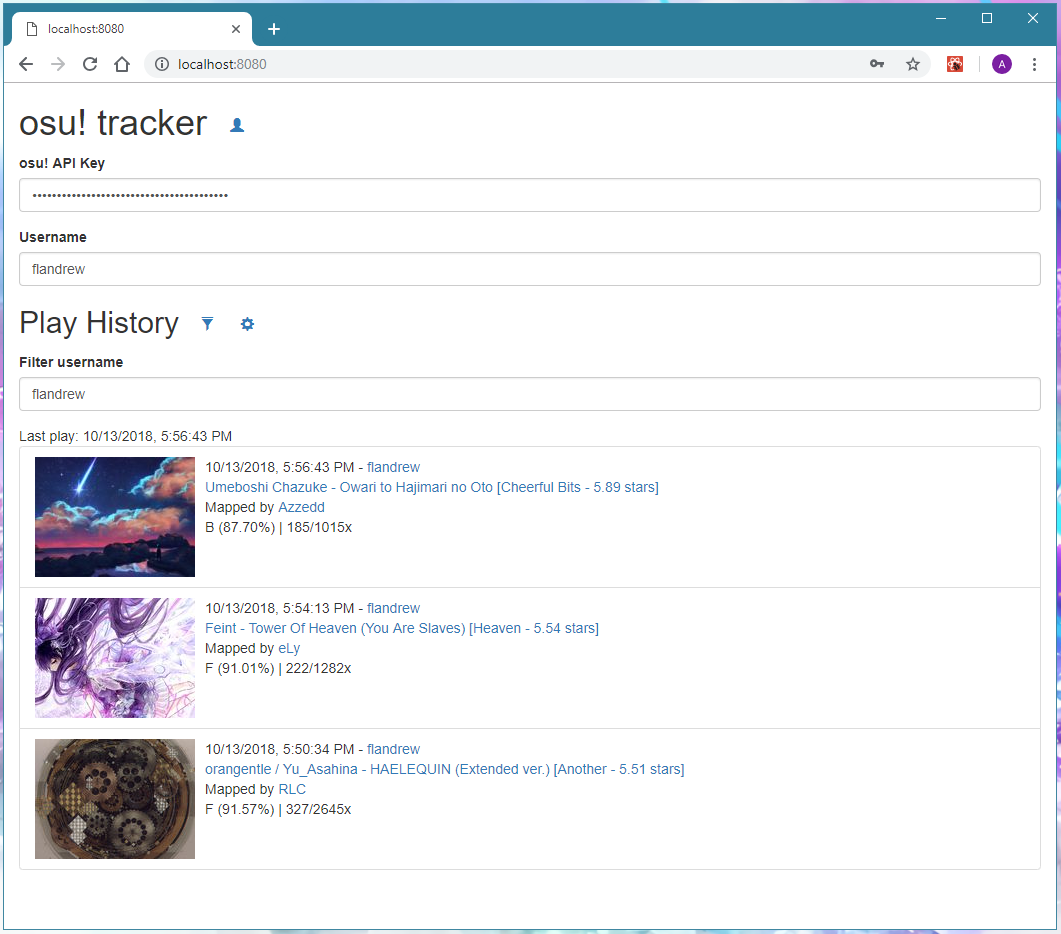 localhost:8080
localhost:8080
A
osu! tracker
osu! API Key
••••••••••••••••••••••••••••••••••••••••
Username
flandrew
Play History
Filter username
flandrew
Last play: 10/13/2018, 5:56:43 PM
10/13/2018, 5:56:43 PM - flandrew
Umeboshi Chazuke - Owari to Hajimari no Oto [Cheerful Bits - 5.89 stars]
Mapped by Azzedd
B (87.70%) | 185/1015x
10/13/2018, 5:54:13 PM - flandrew
Feint - Tower Of Heaven (You Are Slaves) [Heaven - 5.54 stars]
Mapped by eLy
F (91.01%) | 222/1282x
10/13/2018, 5:50:34 PM - flandrew
orangentle / Yu_Asahina - HAELEQUIN (Extended ver.) [Another - 5.51 stars]
Mapped by RLC
F (91.57%) | 327/2645x